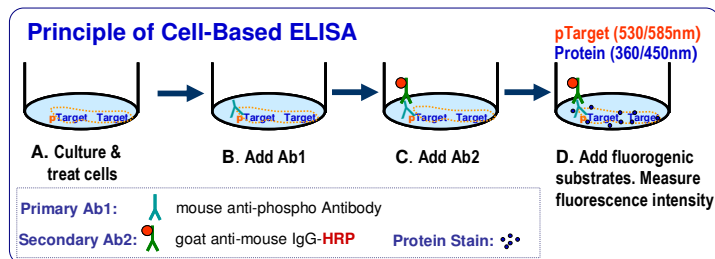 Principle of Cell-Based ELISA
pTarget (530/585nm)
Protein (360/450nm)
pTarget Target
pTarget Target
pTarget Target
pTarget Target
A. Culture &
treat cells
B. Add Ab1
C. Add Ab2
D. Add fluorogenic
substrates. Measure
fluorescence intensity
Primary Ab1: mouse anti-phospho Antibody
Secondary Ab2: goat anti-mouse IgG-HRP Protein Stain: